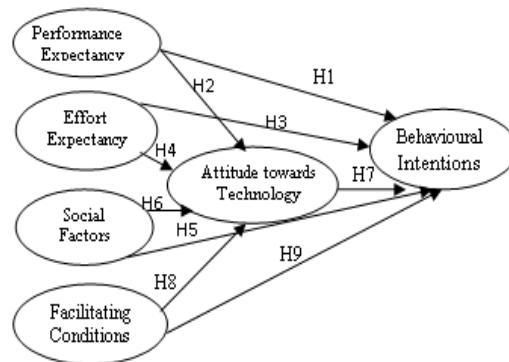 Performance
Expectancy
H1
H2
Effort
Expectancy
H3
H4
Behavioural
Intentions
Attitude towards
Technology
H7
H6
Social
Factors
H5
H9
H8
Facilitating
Conditions